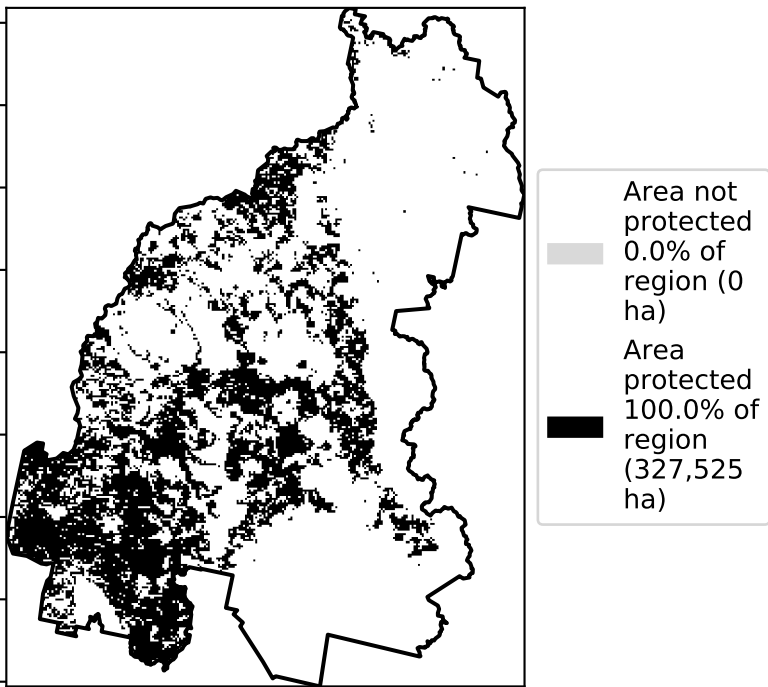 Area not
protected
0.0% of
region (0
ha)
Area
protected
100.0% of
region
(327,525
ha)